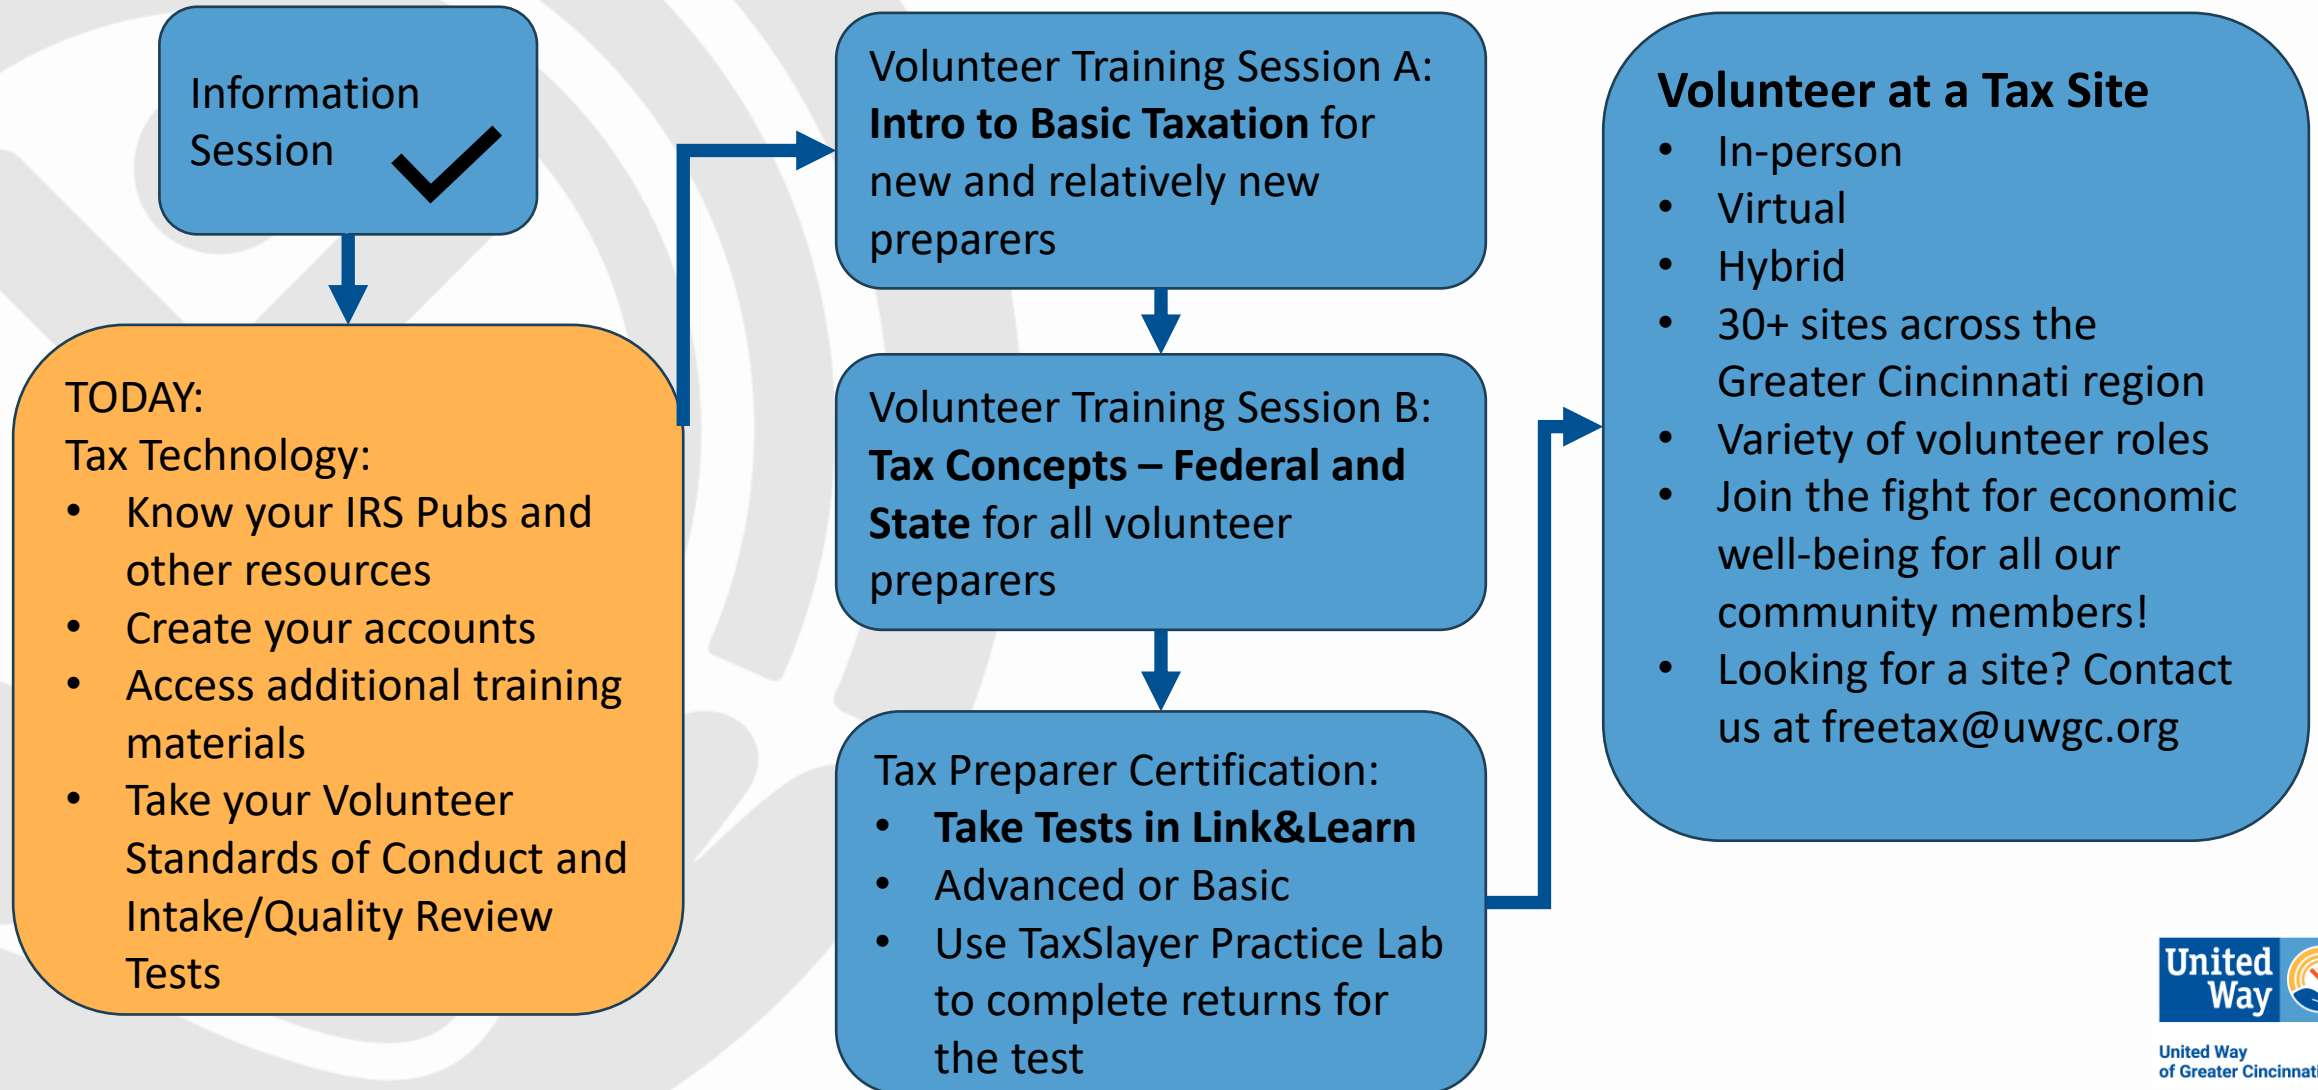 Information
Session
TODAY:
Tax Technology:
• Know your IRS Pubs and
other resources
• Create your accounts
• Access additional training
materials
• Take your Volunteer
Standards of Conduct and
Intake/Quality Review
Tests
Volunteer Training Session A:
Intro to Basic Taxation for
new and relatively new
preparers
Volunteer Training Session B:
Tax Concepts – Federal and
State for all volunteer
preparers
Tax Preparer Certification:
• Take Tests in Link&Learn
• Advanced or Basic
• Use TaxSlayer Practice Lab
to complete returns for
the test
Volunteer at a Tax Site
• In-person
• Virtual
• Hybrid
• 30+ sites across the
Greater Cincinnati region
• Variety of volunteer roles
• Join the fight for economic
well-being for all our
community members!
• Looking for a site? Contact
us at freetax@uwgc.org
United
Way
United Way
of Greater Cincinnati